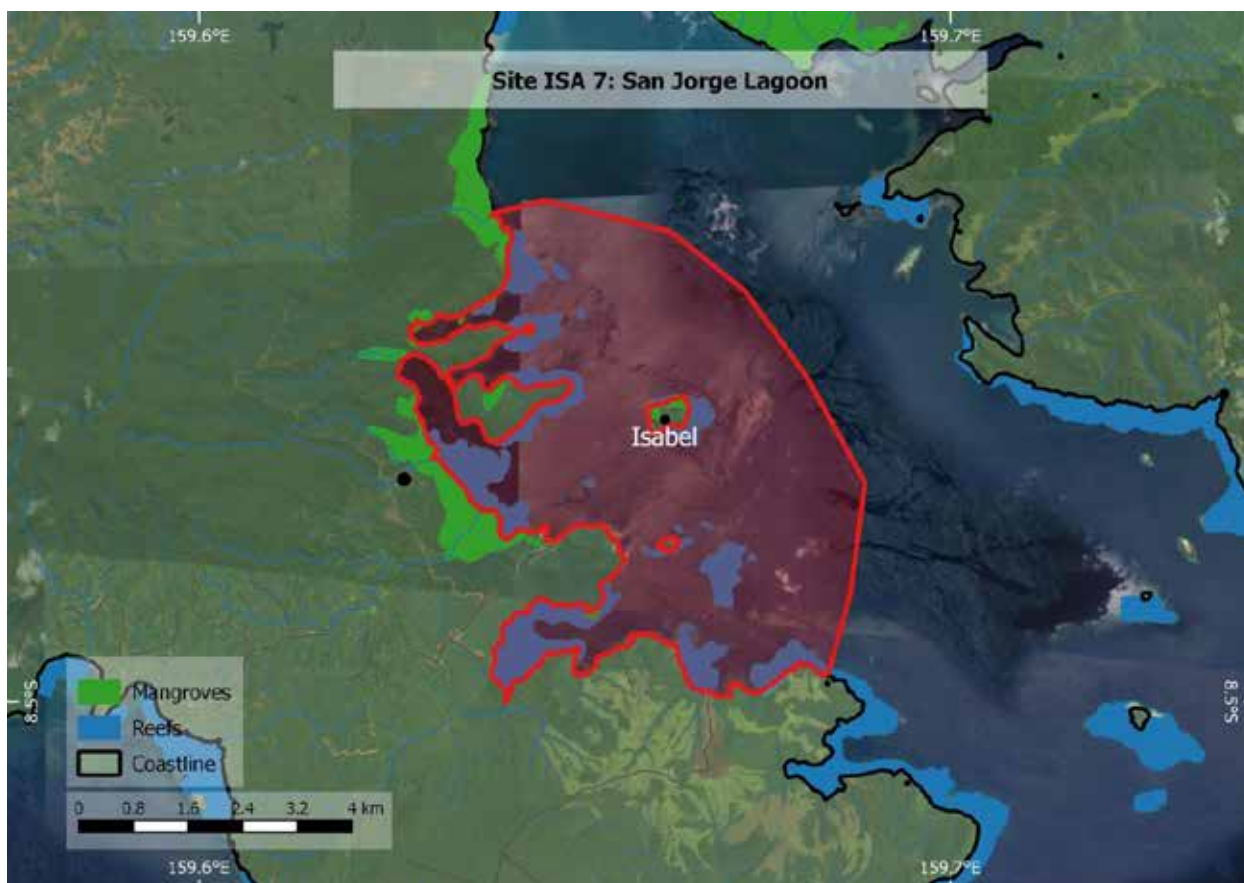 159.6°E
159.7°E
Site ISA 7: San Jorge Lagoon
Isabel
8.5°S
8.5°S
Mangroves
Reefs
Coastline
0 0.8 1.6 2.4 3.2 4 km
159.6°E
159.7°E